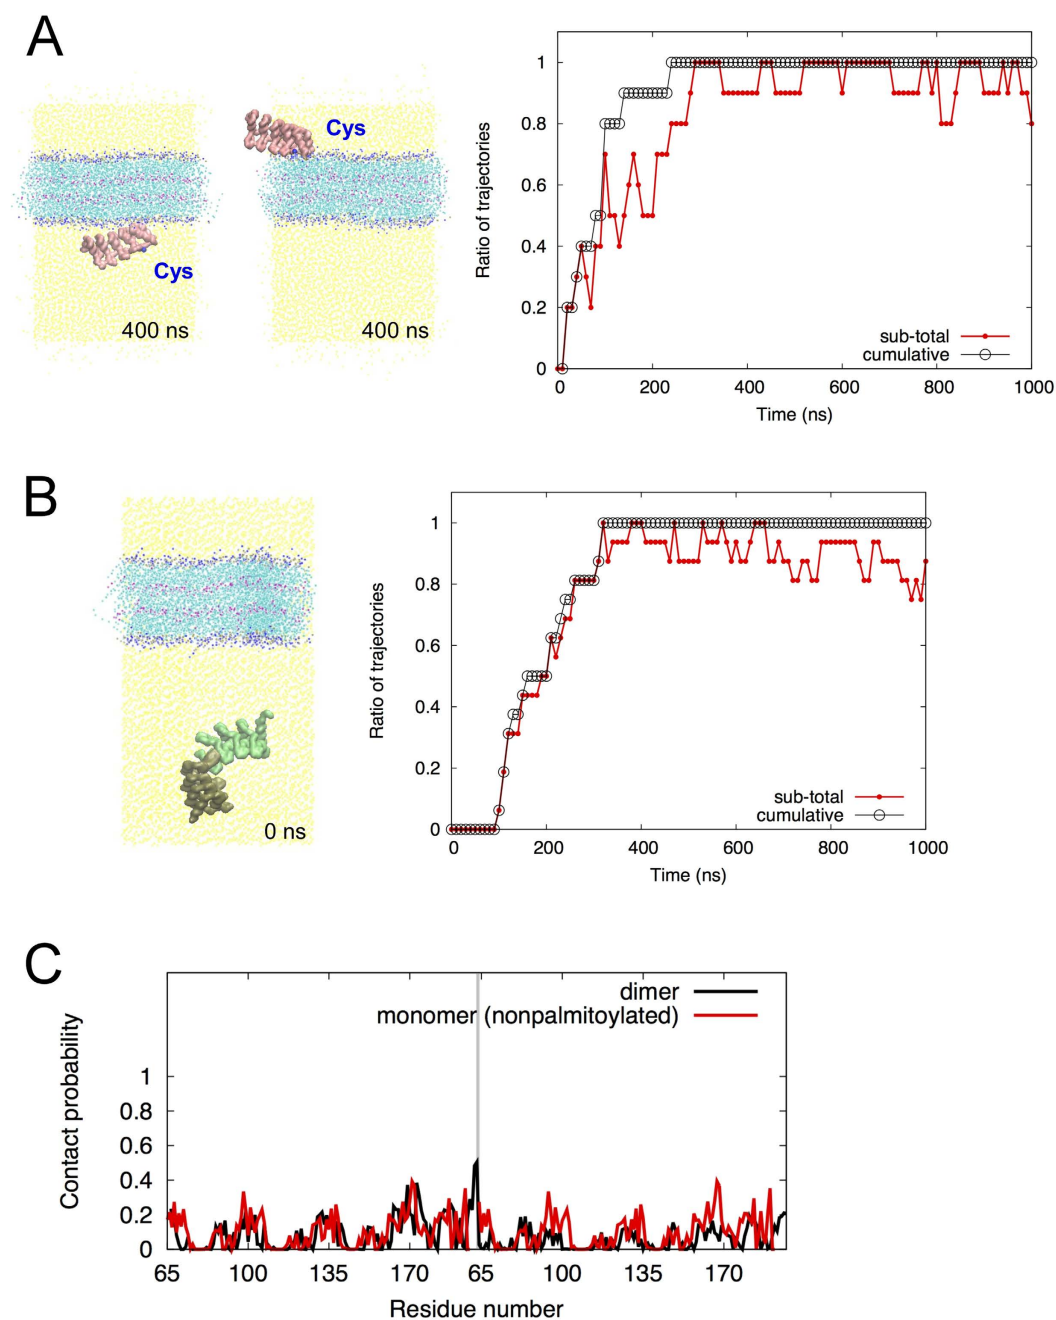 A
Cys
Cys
400 ns
400 ns
Ratio of trajectories
1
0.8
0.6
0.4
0.2
0
sub-total
cumulative
0 200 400 600 800 1000
Time (ns)
B
0 ns
Ratio of trajectories
1
0.8
0.6
0.4
0.2
0
sub-total
cumulative
0 200 400 600 800 1000
Time (ns)
C
dimer
monomer (nonpalmitoylated)
Contact probability
1
0.8
0.6
0.4
0.2
0
65 100 135 170 65 100 135 170
Residue number